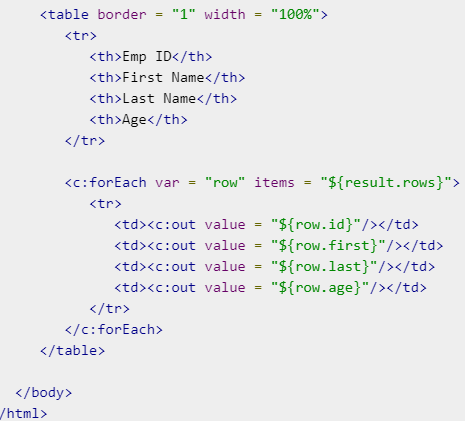 <table border = "1" width = "100%">
<tr>
<th>Emp ID</th>
<th>First Name</th>
<th>Last Name</th>
<th>Age</th>
</tr>
<c:forEach var = "row" items = "${result.rows}">
<tr>
<td><c:out value = "${row.id}"/></td>
<td><c:out value = "${row.first}"/></td>
<td><c:out value = "${row.last}"/></td>
<td><c:out value = "${row.age}"/></td>
</tr>
</c:forEach>
</table>
</body>
/html>